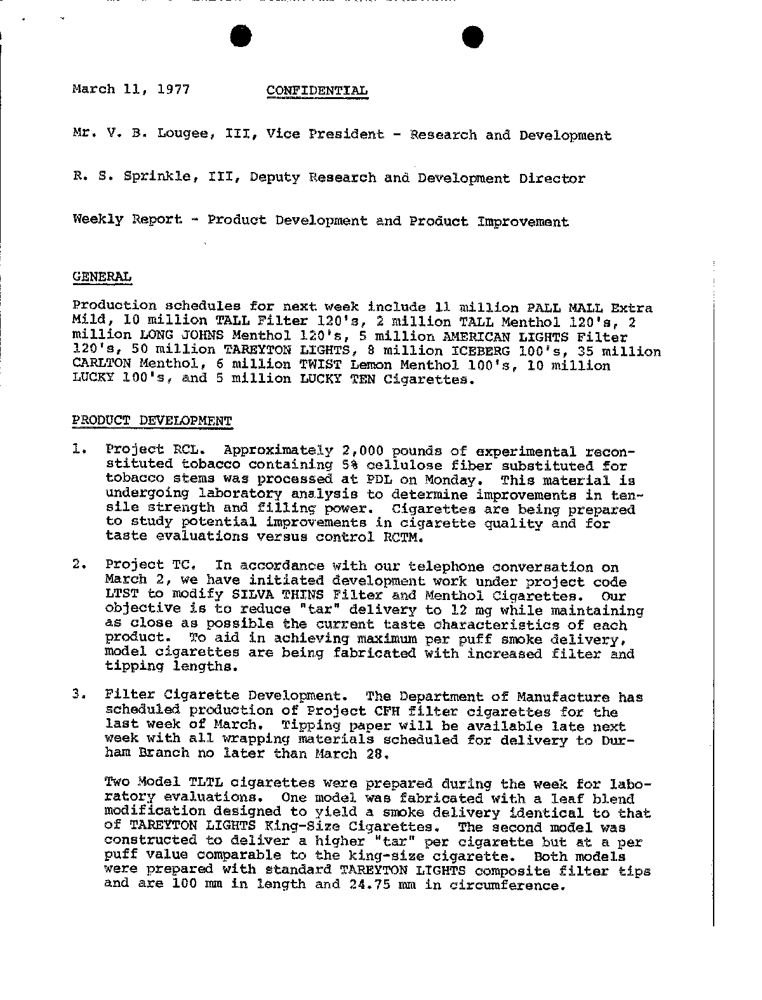 March 11, 1977 CONFIDENTIAL
Mr. V. B. Lougee, III, Vice President - Research and Development
R. S. Sprinkle, III, Deputy Research and Development Director
Weekly Report - Product Development and Product Improvement
GENERAL
Production schedules for next week include 11 million PALL MALL Extra
Mild, 10 million TALL Filter 120's, 2 million TALL Menthol 120's, 2
million LONG JOHNS Menthol 120's, 5 million AMERICAN LIGHTS Filter
120's, 50 million TAREYTON LIGHTS, 8 million ICEBERG 100's, 35 million
CARLTON Menthol, 6 million TWIST Lemon Menthol 100's, 10 million
LUCKY 100's, and 5 million LUCKY TEN Cigarettes.
PRODUCT DEVELOPMENT
1. Project RCL. Approximately 2,000 pounds of experimental recon-
stituted tobacco containing 5% cellulose fiber substituted for
tobacco stems was processed at PDL on Monday. This material is
undergoing laboratory analysis to determine improvements in ten-
sile strength and filling power. Cigarettes are being prepared
to study potential improvements in cigarette quality and for
taste evaluations versus control RCTM.
2. Project TC. In accordance with our telephone conversation on
March 2, we have initiated development work under project code
LTST to modify SILVA THINS Filter and Menthol Cigarettes. Our
objective is to reduce "tar" delivery to 12 mg while maintaining
as close as possible the current taste characteristics of each
product. To aid in achieving maximum per puff smoke delivery,
model cigarettes are being fabricated with increased filter and
tipping lengths.
3. Filter Cigarette Development. The Department of Manufacture has
scheduled production of Project CFH filter cigarettes for the
last week of March. Tipping paper will be available late next
week with all wrapping materials scheduled for delivery to Dur-
ham Branch no later than March 28.
Two Model TLTL cigarettes were prepared during the week for labo-
ratory evaluations. One model was fabricated with a leaf blend
modification designed to yield a smoke delivery identical to that
of TAREYTON LIGHTS King-Size Cigarettes. The second model was
constructed to deliver a higher "tar" per cigarette but at a per
puff value comparable to the king-size cigarette. Both models
were prepared with standard TAREYTON LIGHTS composite filter tips
and are 100 mm in length and 24.75 mm in circumference.